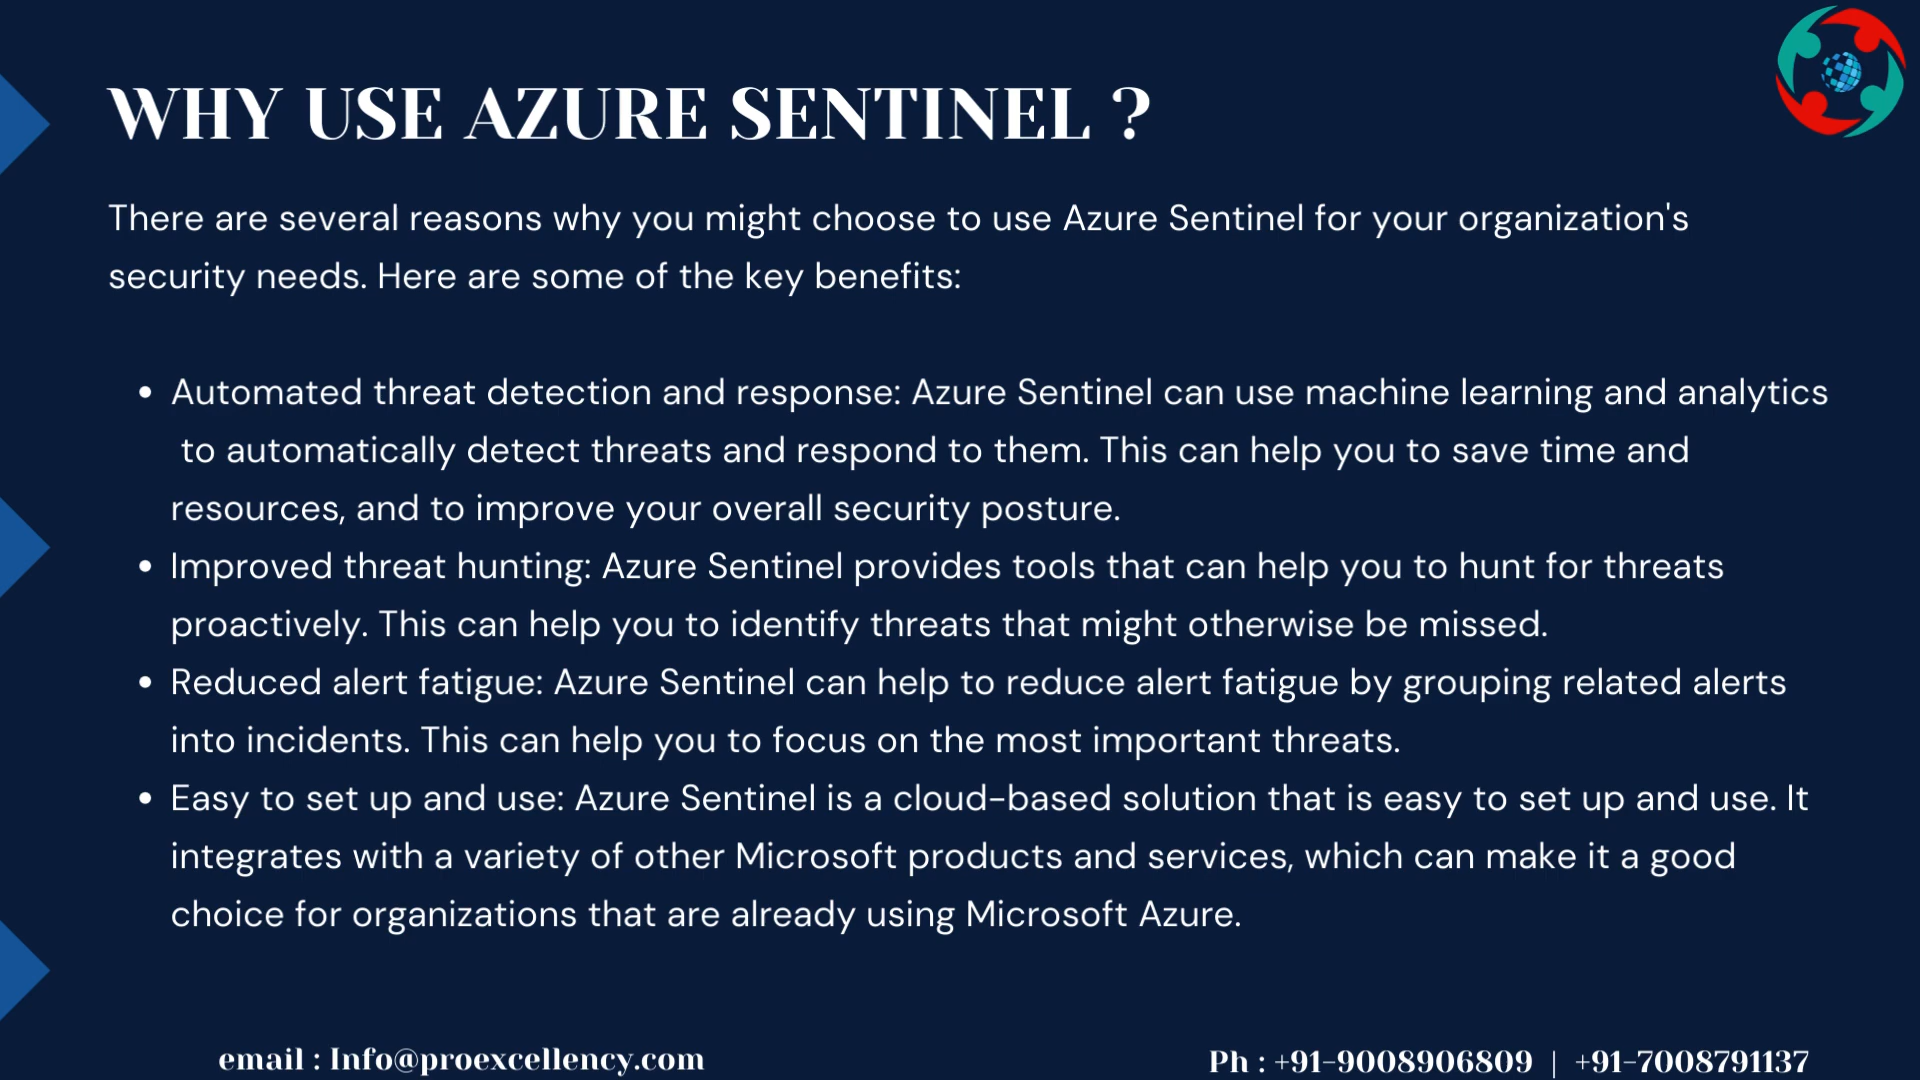 WHY USE AZURE SENTINEL ?
There are several reasons why you might choose to use Azure Sentinel for your organization's
security needs. Here are some of the key benefits:
• Automated threat detection and response: Azure Sentinel can use machine learning and analytics
to automatically detect threats and respond to them. This can help you to save time and
resources, and to improve your overall security posture.
• Improved threat hunting: Azure Sentinel provides tools that can help you to hunt for threats
proactively. This can help you to identify threats that might otherwise be missed.
• Reduced alert fatigue: Azure Sentinel can help to reduce alert fatigue by grouping related alerts
into incidents. This can help you to focus on the most important threats.
• Easy to set up and use: Azure Sentinel is a cloud-based solution that is easy to set up and use. It
integrates with a variety of other Microsoft products and services, which can make it a good
choice for organizations that are already using Microsoft Azure.
email : Info@proexcellency.com
Ph : +91-9008906809 | +91-7008791137